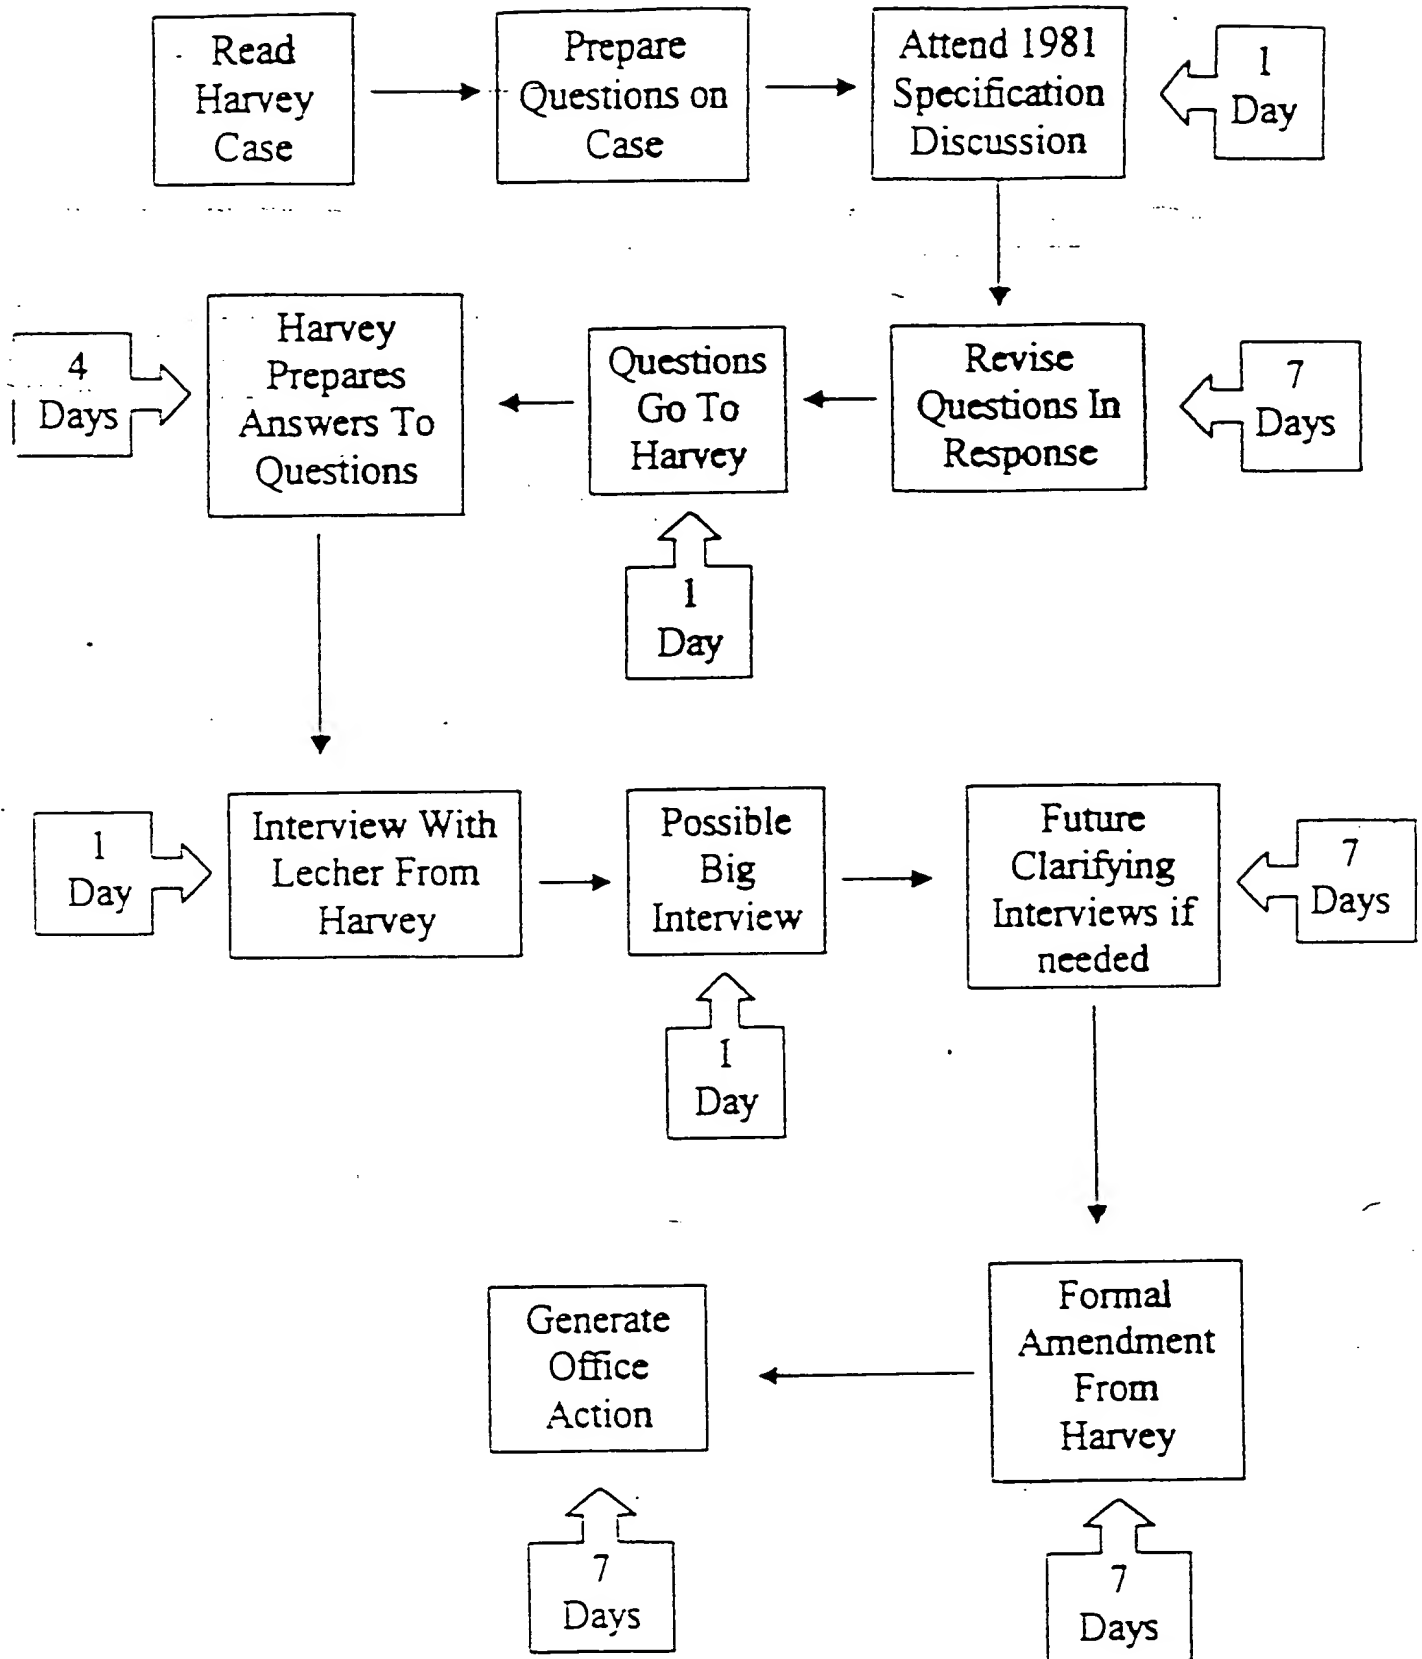 Read
Harvey
Case
Prepare
Questions on
Case
Attend 1981
Specification
Discussion
1
Day
Revise
Questions In
Response
7
Days
Questions
Go To
Harvey
1
Day
Harvey
Prepares
Answers To
Questions
4
Days
Interview With
Lecher From
Harvey
1
Day
Possible
Big
Interview
1
Day
Future
Clarifying
Interviews if
needed
7
Days
Formal
Amendment
From
Harvey
7
Days
Generate
Office
Action
7
Days